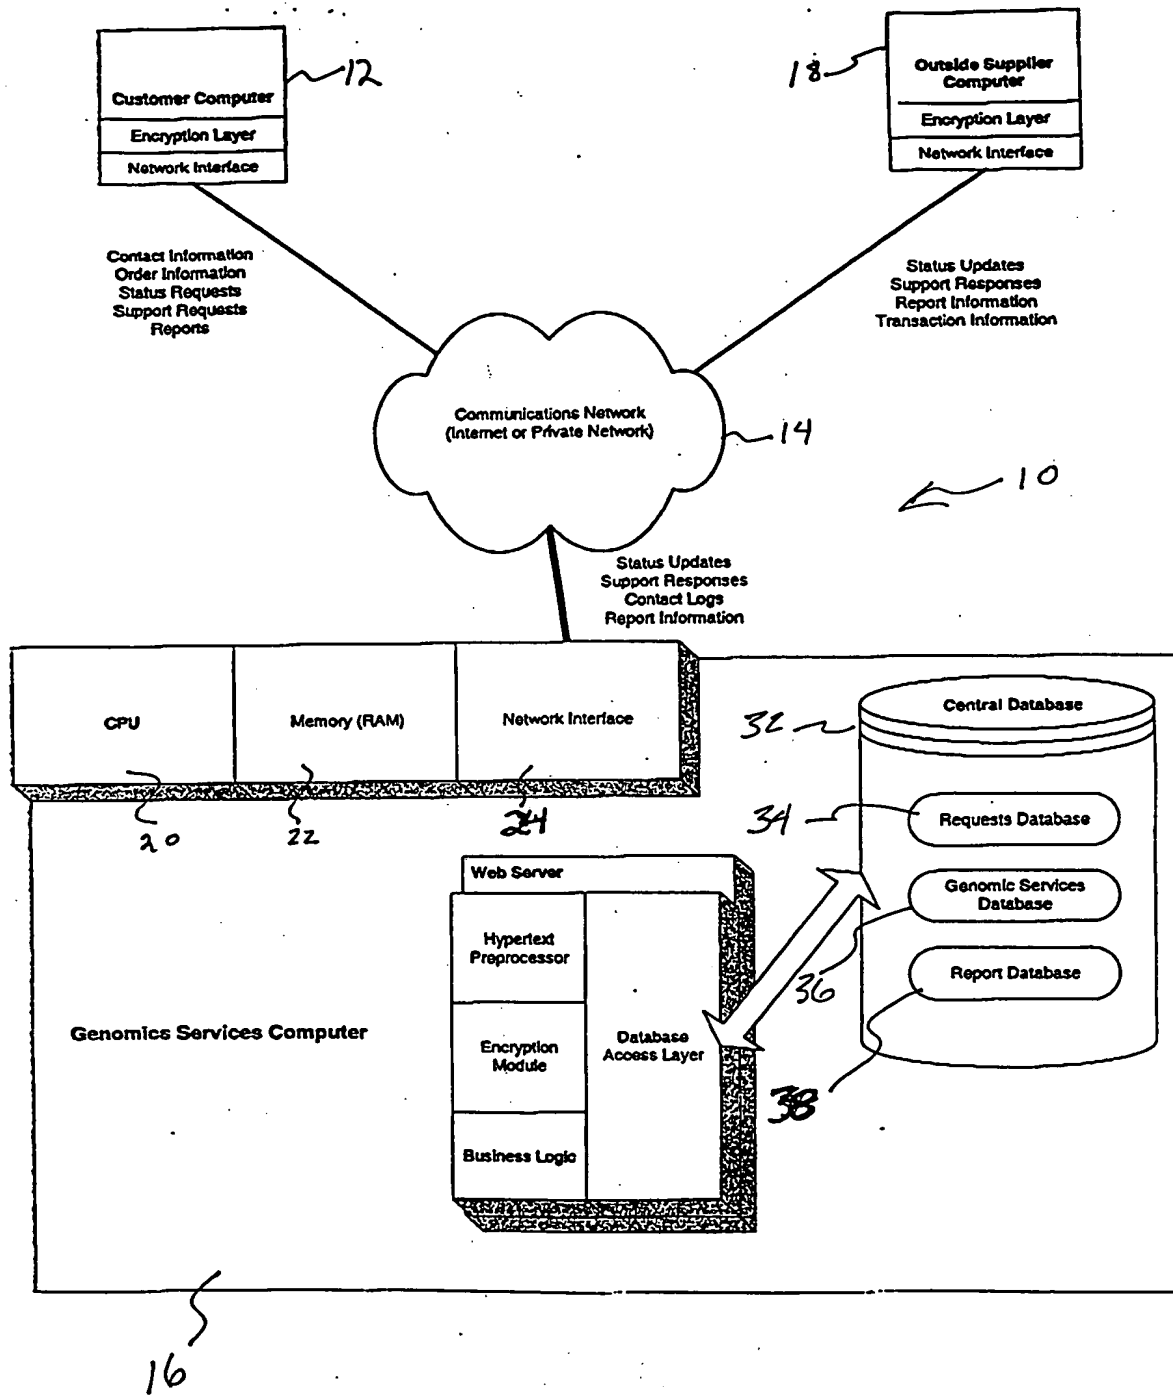 12
Customer Computer
Encryption Layer
Network Interface
18
Outside Supplier
Computer
Encryption Layer
Network Interface
Contact Information
Order Information
Status Requests
Support Requests
Reports
Status Updates
Support Responses
Report Information
Transaction Information
Communications Network
(Internet or Private Network)
14
10
Status Updates
Support Responses
Contact Logs
Report Information
CPU
Memory (RAM)
Network Interface
20
22
24
32
Central Database
34
Requests Database
Genomic Services
Database
36
Report Database
38
Web Server
Hypertext
Preprocessor
Encryption
Module
Business Logic
Database
Access Layer
Genomics Services Computer
16